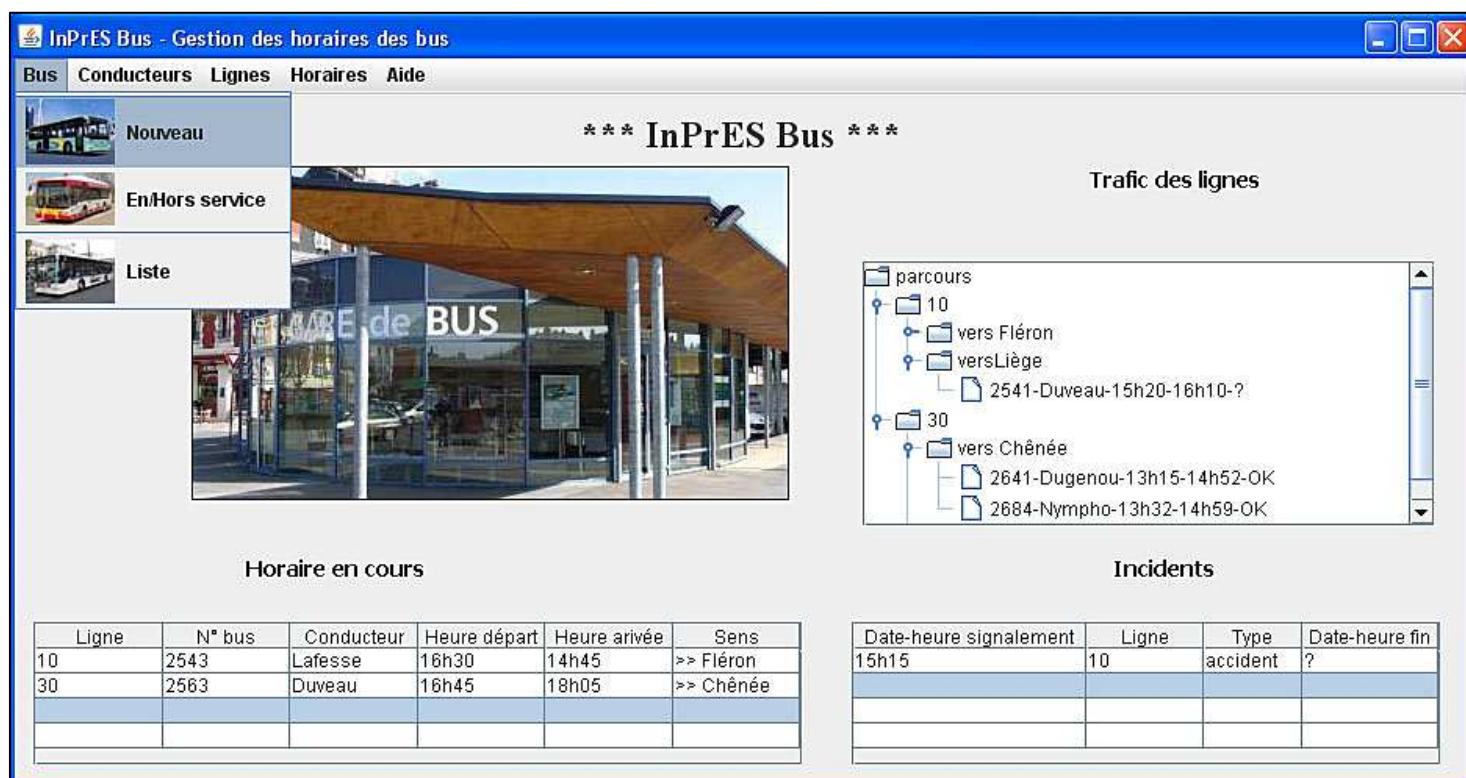 InPrES Bus - Gestion des horaires des bus
Bus Conducteurs Lignes Horaires Aide
Nouveau
En/Hors service
Liste
*** InPrES Bus ***
GARE de BUS
Trafic des lignes
parcours
10
vers Fléron
versLiège
2541-Duveau-15h20-16h10-?
30
vers Chênée
2641-Dugenou-13h15-14h52-OK
2684-Nympho-13h32-14h59-OK
Horaire en cours
Ligne N° bus Conducteur Heure départ Heure arivée Sens
10 2543 Lafesse 16h30 14h45 >> Fléron
30 2563 Duveau 16h45 18h05 >> Chênée
Incidents
Date-heure signalement Ligne Type Date-heure fin
15h15 10 accident ?